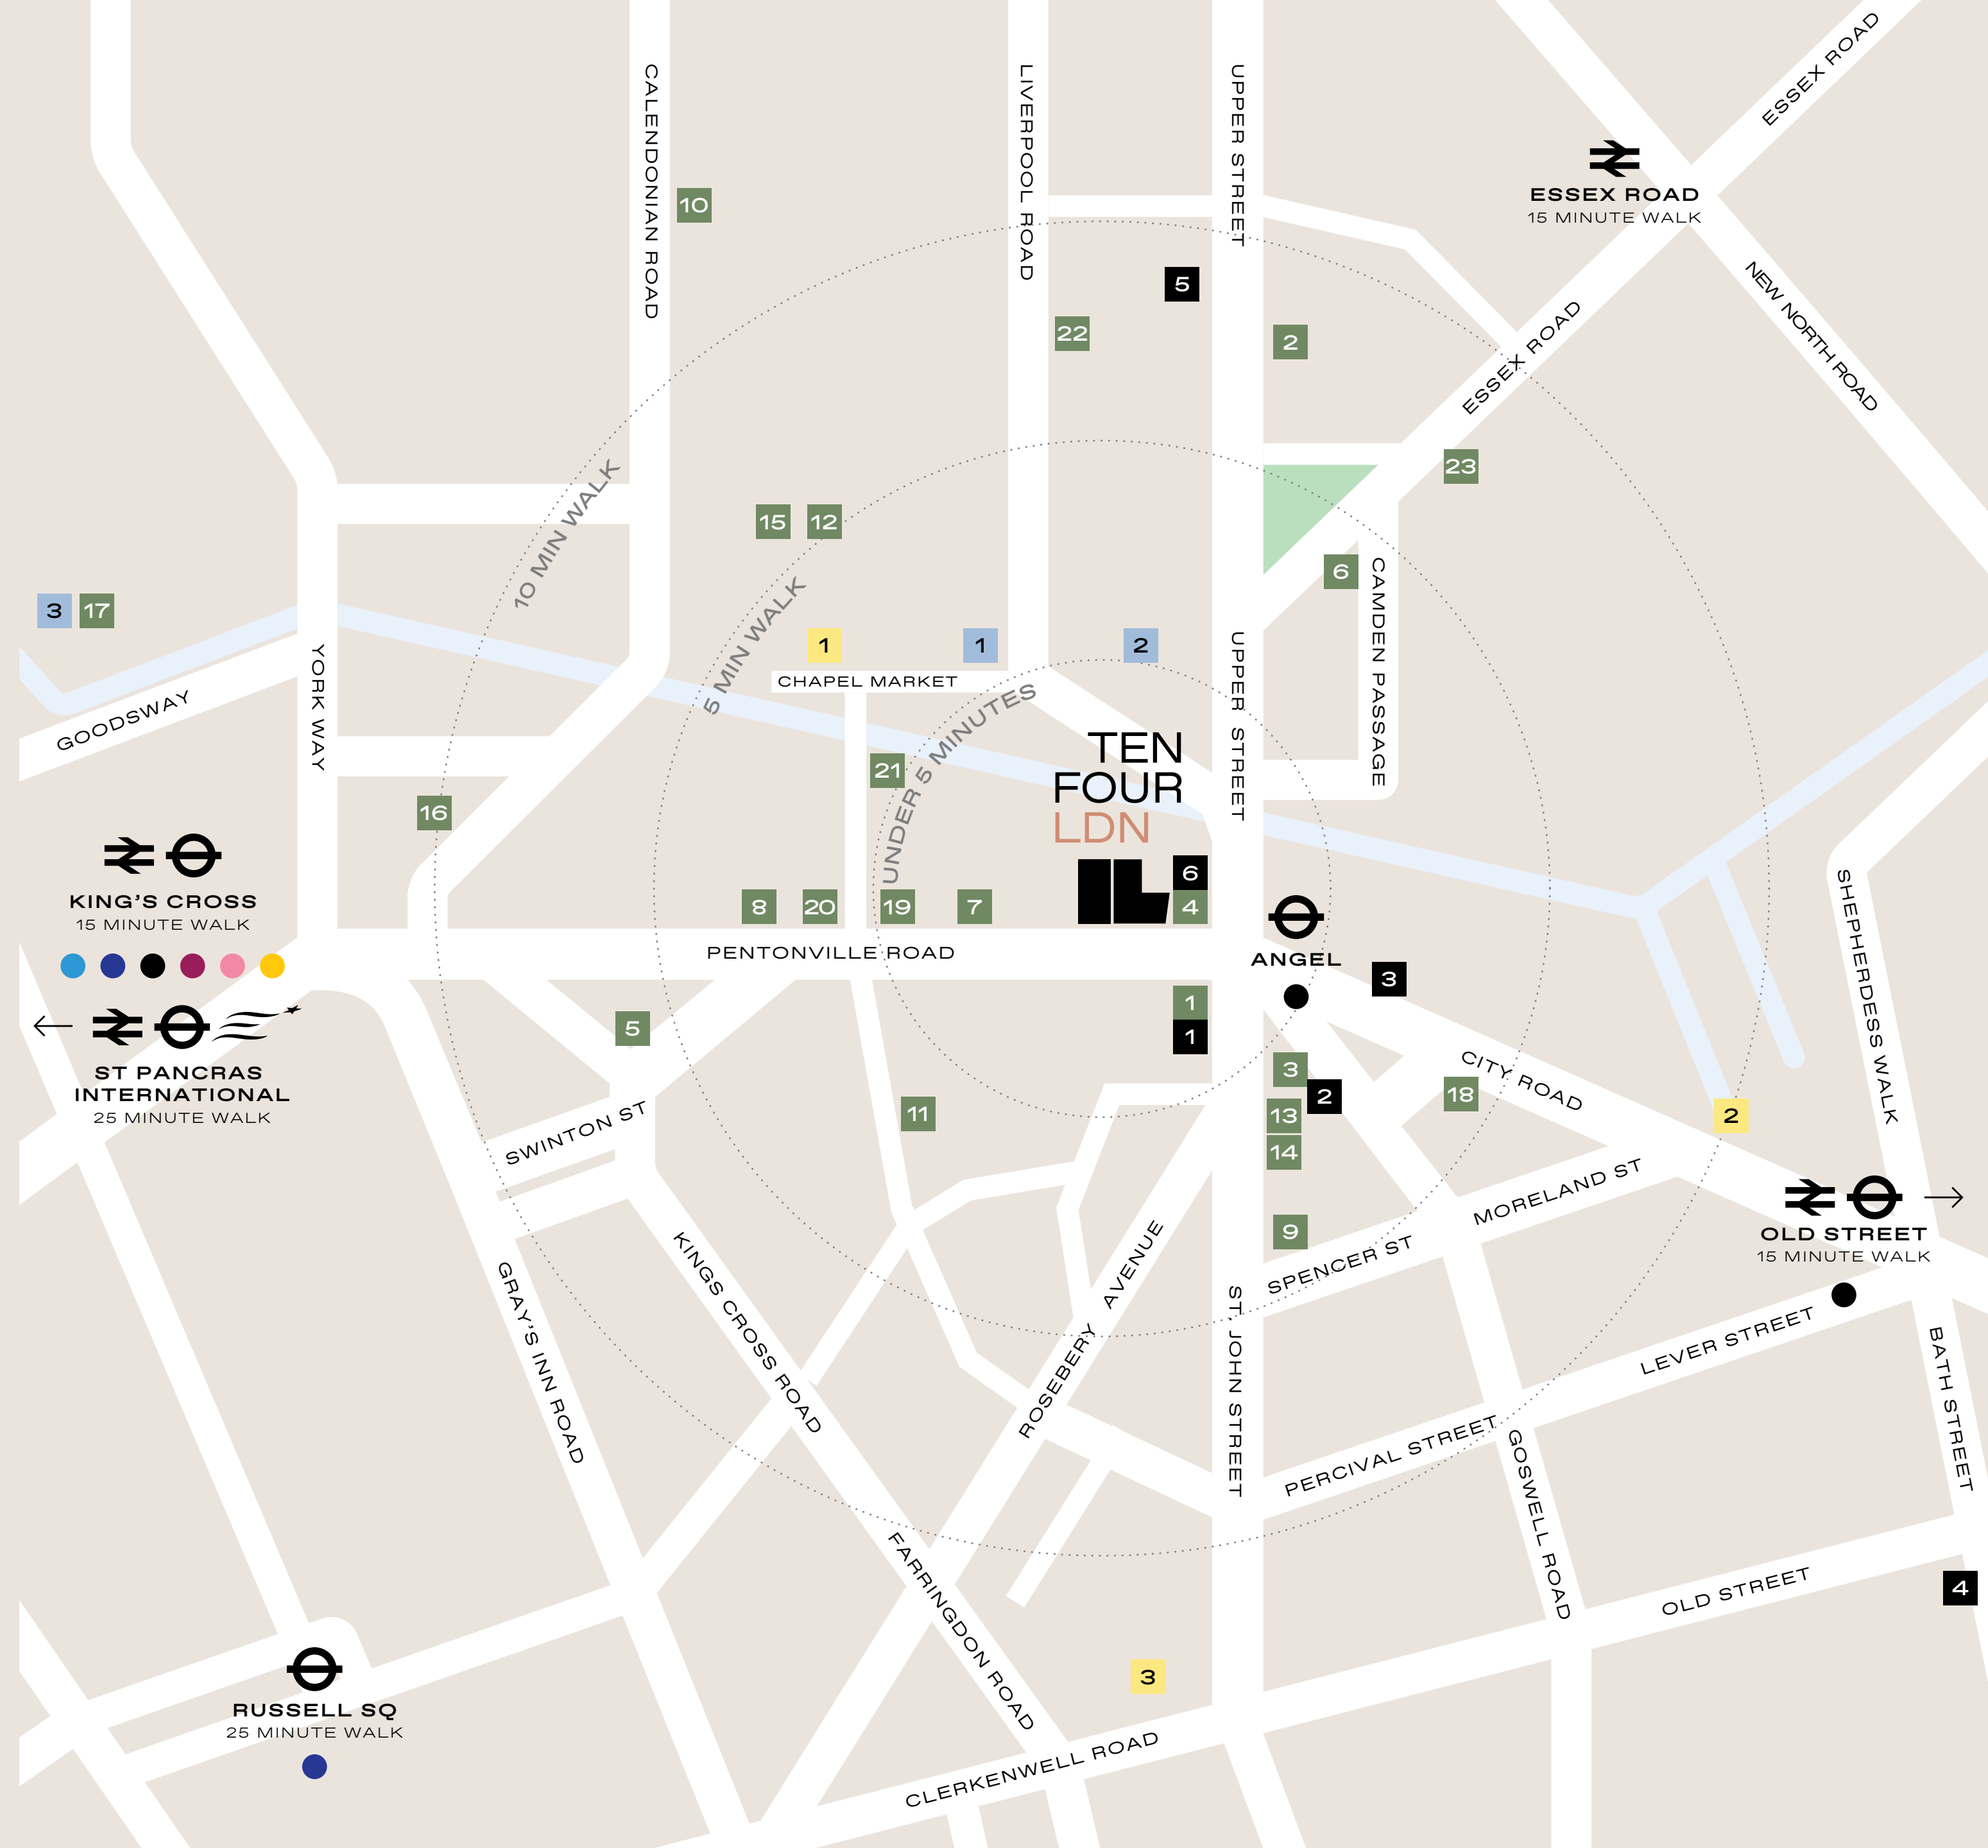 CALENDONIAN ROAD
LIVERPOOL ROAD
UPPER STREET
ESSEX ROAD
ESSEX ROAD
15 MINUTE WALK
10
5
22
2
ESSEX ROAD
NEW NORTH ROAD
23
10 MIN WALK
15
12
6
CAMDEN PASSAGE
3
17
5 MIN WALK
1
1
2
CHAPEL MARKET
UPPER STREET
YORK WAY
GOODSWAY
UNDER 5 MINUTES
21
TEN
FOUR
LDN
16
KING'S CROSS
15 MINUTE WALK
8
20
19
7
6
4
PENTONVILLE ROAD
ANGEL
3
SHEPHERDESS WALK
5
1
1
ST PANCRAS
INTERNATIONAL
25 MINUTE WALK
3
2
13
14
18
CITY ROAD
2
11
SWINTON ST
9
MORELAND ST
SPENCER ST
OLD STREET
15 MINUTE WALK
KINGS CROSS ROAD
GRAY'S INN ROAD
ROSEBERY AVENUE
ST. JOHN STREET
LEVER STREET
BATH STREET
PERCIVAL STREET
GOSWELL ROAD
FARRINGDON ROAD
OLD STREET
4
3
RUSSELL SQ
25 MINUTE WALK
CLERKENWELL ROAD